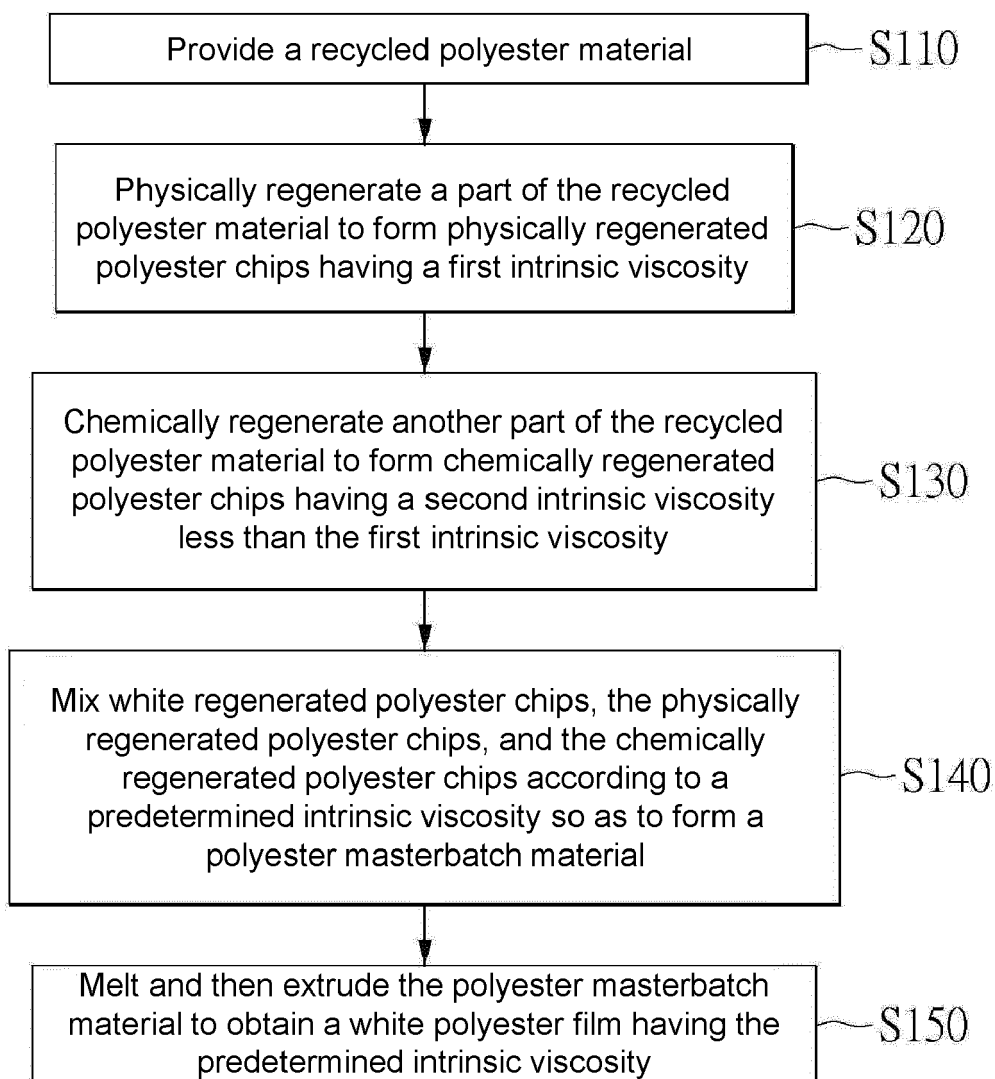 Provide a recycled polyester material
S110
Physically regenerate a part of the recycled
polyester material to form physically regenerated
polyester chips having a first intrinsic viscosity
S120
Chemically regenerate another part of the recycled
polyester material to form chemically regenerated
polyester chips having a second intrinsic viscosity
less than the first intrinsic viscosity
S130
Mix white regenerated polyester chips, the physically
regenerated polyester chips, and the chemically
regenerated polyester chips according to a
predetermined intrinsic viscosity so as to form a
polyester masterbatch material
S140
Melt and then extrude the polyester masterbatch
material to obtain a white polyester film having the
predetermined intrinsic viscosity
S150